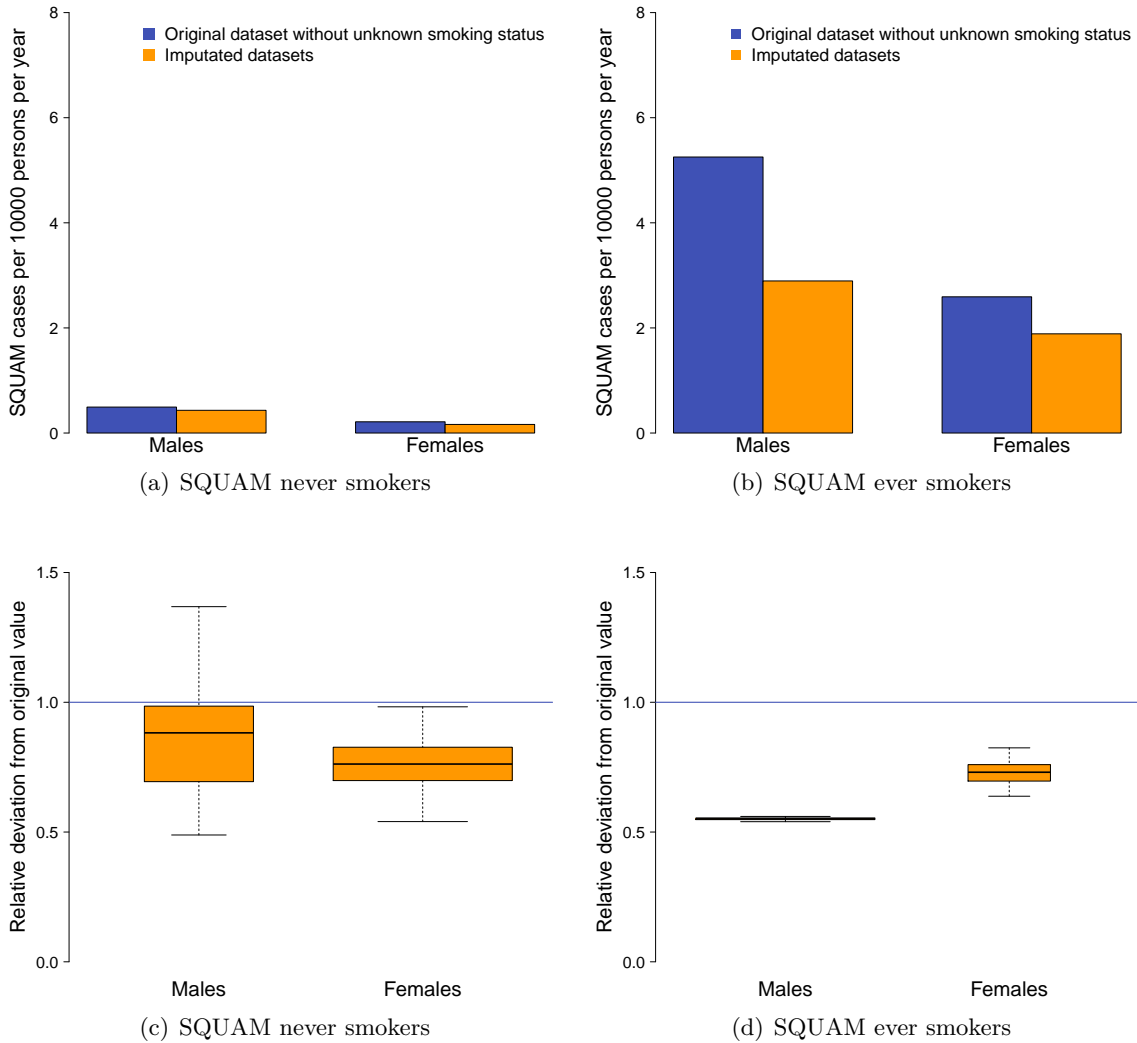 SQUAM cases per 10000 persons per year
8
6
4
2
0
Original dataset without unknown smoking status
Imputated datasets
Males
Females
(a) SQUAM never smokers
SQUAM cases per 10000 persons per year
8
6
4
2
0
Original dataset without unknown smoking status
Imputated datasets
Males
Females
(b) SQUAM ever smokers
Relative deviation from original value
1.5
1.0
0.5
0.0
Males
Females
(c) SQUAM never smokers
Relative deviation from original value
1.5
1.0
0.5
0.0
Males
Females
(d) SQUAM ever smokers